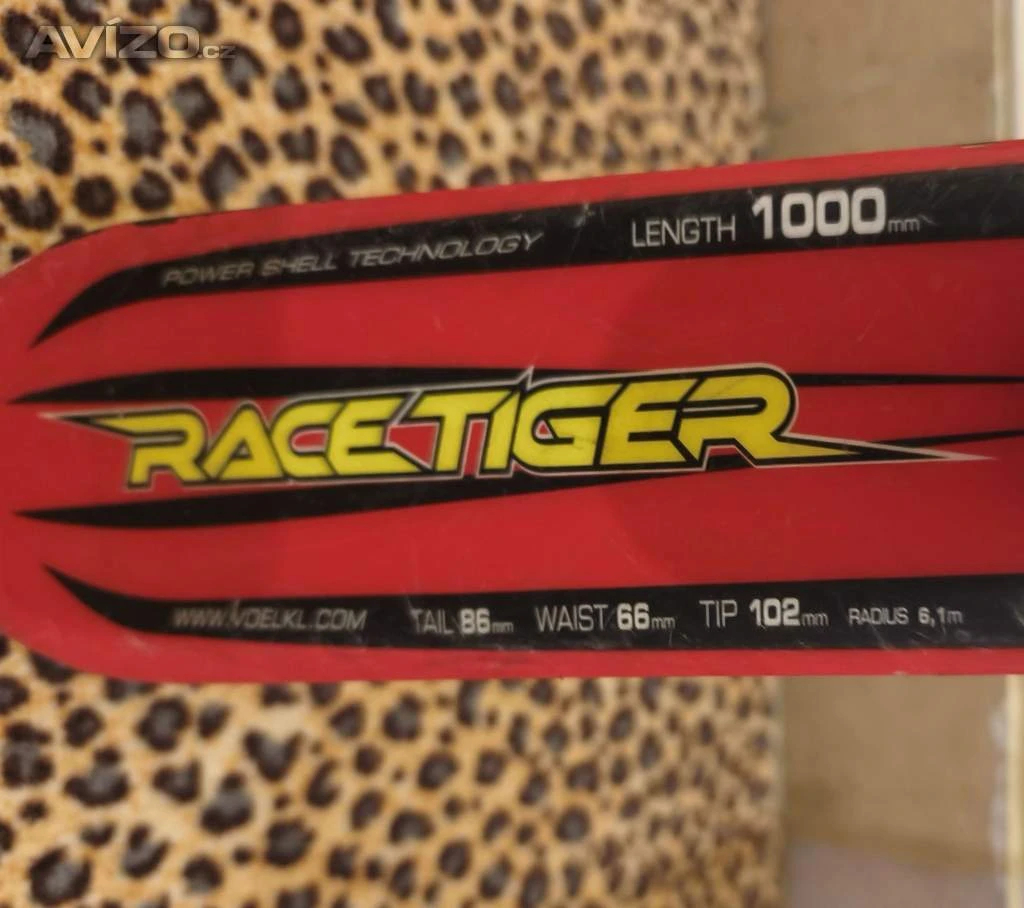 AVÍZO.cz
POWER SHELL TECHNOLOGY
LENGTH 1000mm
RACETIGER
WWW.VOELKL.COM TAIL 86mm WAIST 66mm TIP 102mm RADIUS 6,1m